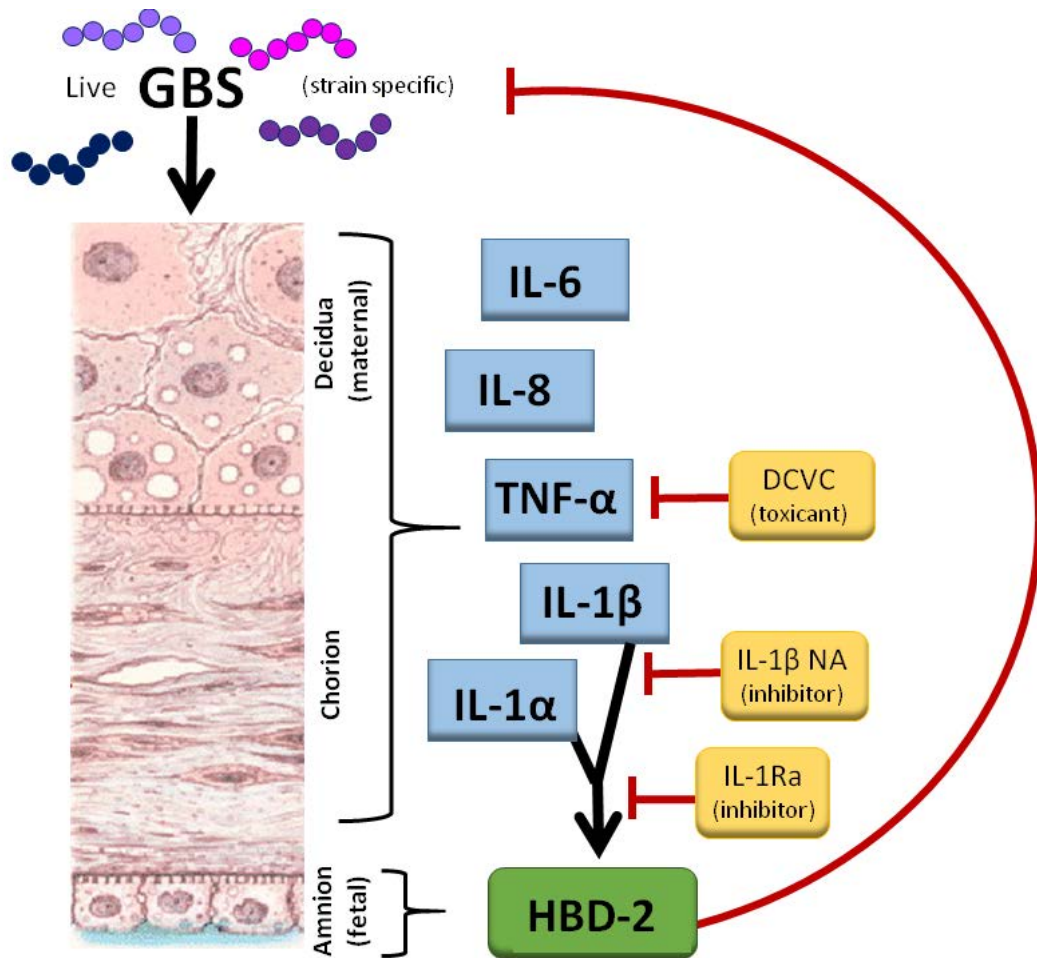 Live GBS (strain specific)
Decidua
(maternal)
IL-6
IL-8
TNF-α
DCVC
(toxicant)
IL-1β
Chorion
IL-1β NA
(inhibitor)
IL-1α
IL-1Ra
(inhibitor)
Amnion
(fetal)
HBD-2